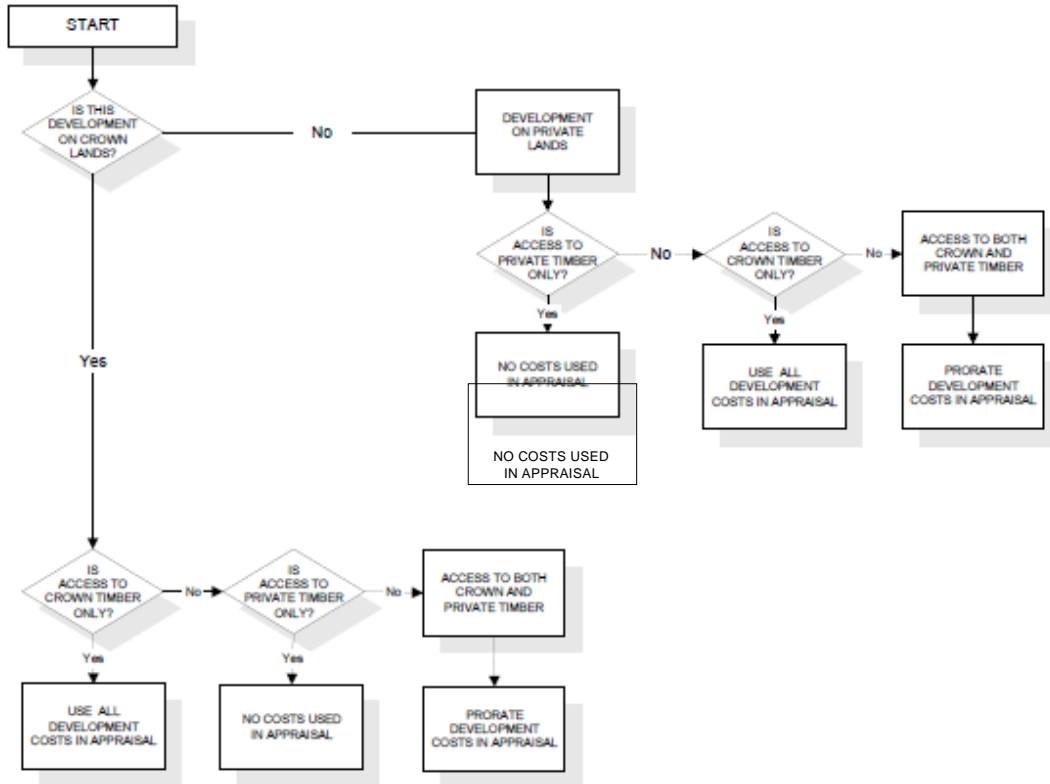 START
IS THIS
DEVELOPMENT
ON CROWN
LANDS?
No
DEVELOPMENT
ON PRIVATE
LANDS
IS
ACCESS TO
PRIVATE TIMBER
ONLY?
No
IS
ACCESS TO
CROWN TIMBER
ONLY?
No
ACCESS TO BOTH
CROWN AND
PRIVATE TIMBER
Yes
Yes
NO COSTS USED
IN APPRAISAL
USE ALL
DEVELOPMENT
COSTS IN APPRAISAL
PRORATE
DEVELOPMENT
COSTS IN APPRAISAL
NO COSTS USED
IN APPRAISAL
Yes
IS
ACCESS TO
CROWN TIMBER
ONLY?
No
IS
ACCESS TO
PRIVATE TIMBER
ONLY?
No
ACCESS TO BOTH
CROWN AND
PRIVATE TIMBER
Yes
Yes
USE ALL
DEVELOPMENT
COSTS IN APPRAISAL
NO COSTS USED
IN APPRAISAL
PRORATE
DEVELOPMENT
COSTS IN APPRAISAL